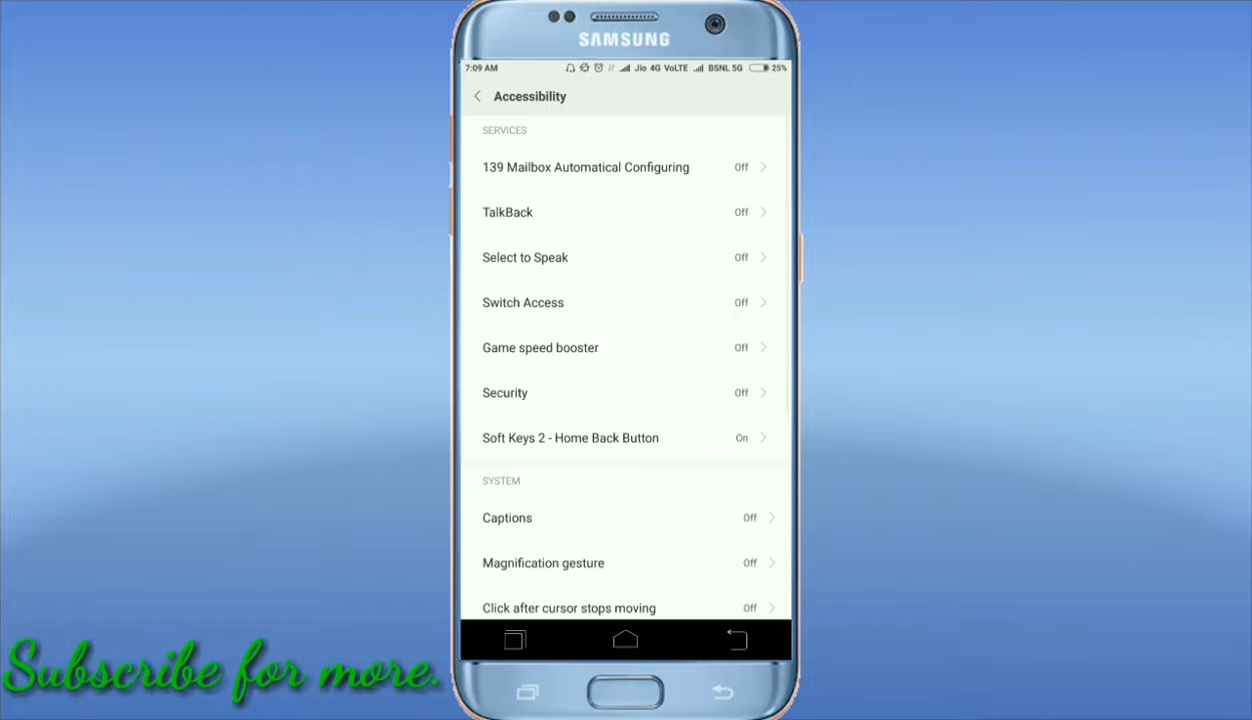 SAMSUNG
7:09 AM Jio 4G VoLTE BSNL 5G 25%
Accessibility
SERVICES
139 Mailbox Automatical Configuring Off
TalkBack Off
Select to Speak Off
Switch Access Off
Game speed booster Off
Security Off
Soft Keys 2 - Home Back Button On
SYSTEM
Captions Off
Magnification gesture Off
Click after cursor stops moving Off
Subscribe for more.